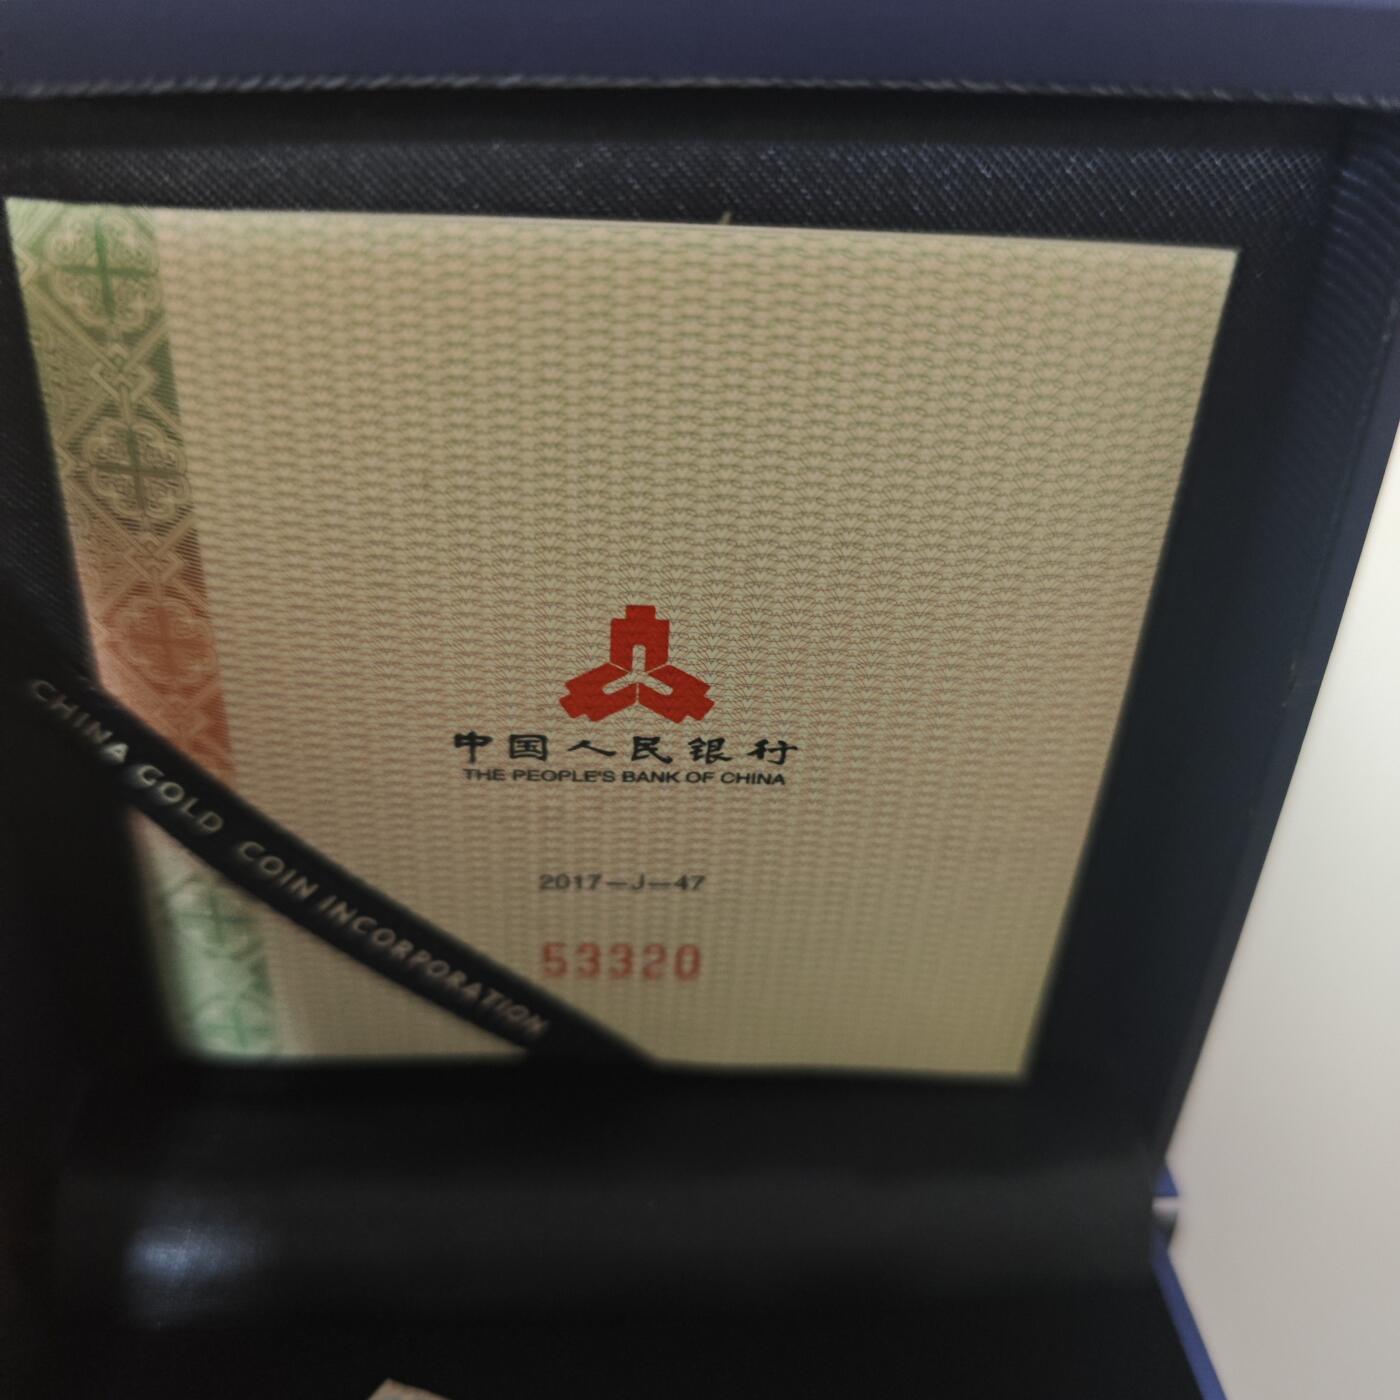 中国人民银行
THE PEOPLE'S BANK OF CHINA
2017-J-47
53320
CHINA GOLD COIN INCORPORATION